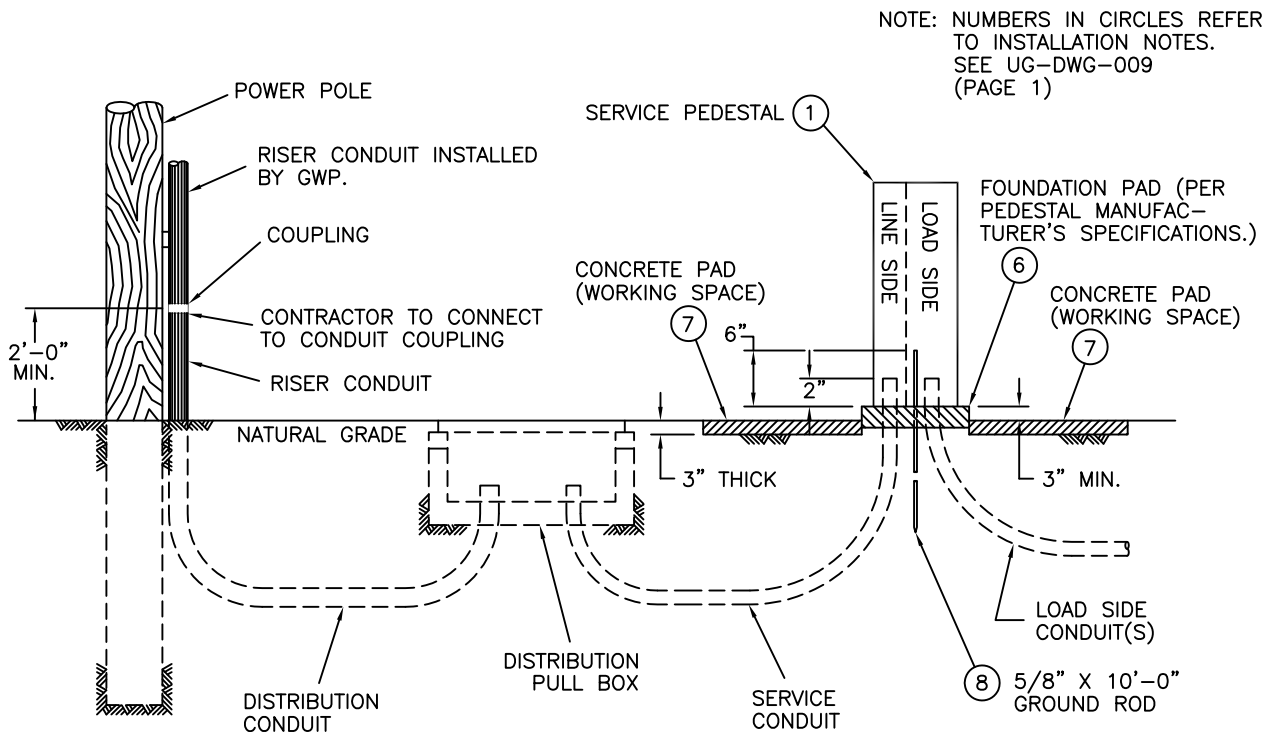 NOTE: NUMBERS IN CIRCLES REFER
TO INSTALLATION NOTES.
SEE UG-DWG-009
(PAGE 1)
POWER POLE
SERVICE PEDESTAL 1
RISER CONDUIT INSTALLED
BY GWP.
FOUNDATION PAD (PER
PEDESTAL MANUFAC-
TURER'S SPECIFICATIONS.)
6
LINE SIDE
LOAD SIDE
COUPLING
CONCRETE PAD
(WORKING SPACE)
7
CONCRETE PAD
(WORKING SPACE)
7
CONTRACTOR TO CONNECT
TO CONDUIT COUPLING
6"
2'-0"
MIN.
RISER CONDUIT
2"
NATURAL GRADE
3" THICK
3" MIN.
LOAD SIDE
CONDUIT(S)
DISTRIBUTION
PULL BOX
8 5/8" X 10'-0"
GROUND ROD
DISTRIBUTION
CONDUIT
SERVICE
CONDUIT